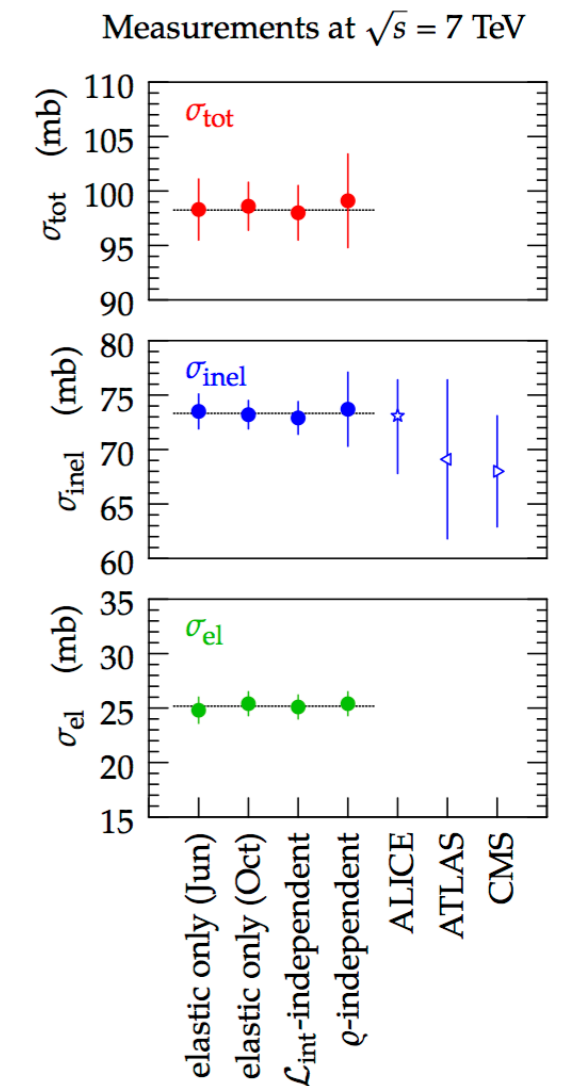 Measurements at √s = 7 TeV
σtot (mb)
110
105
100
95
90
σtot
σinel (mb)
80
75
70
65
60
σinel
σel (mb)
35
30
25
20
15
σel
elastic only (Jun)
elastic only (Oct)
ℒint-independent
ϱ-independent
ALICE
ATLAS
CMS